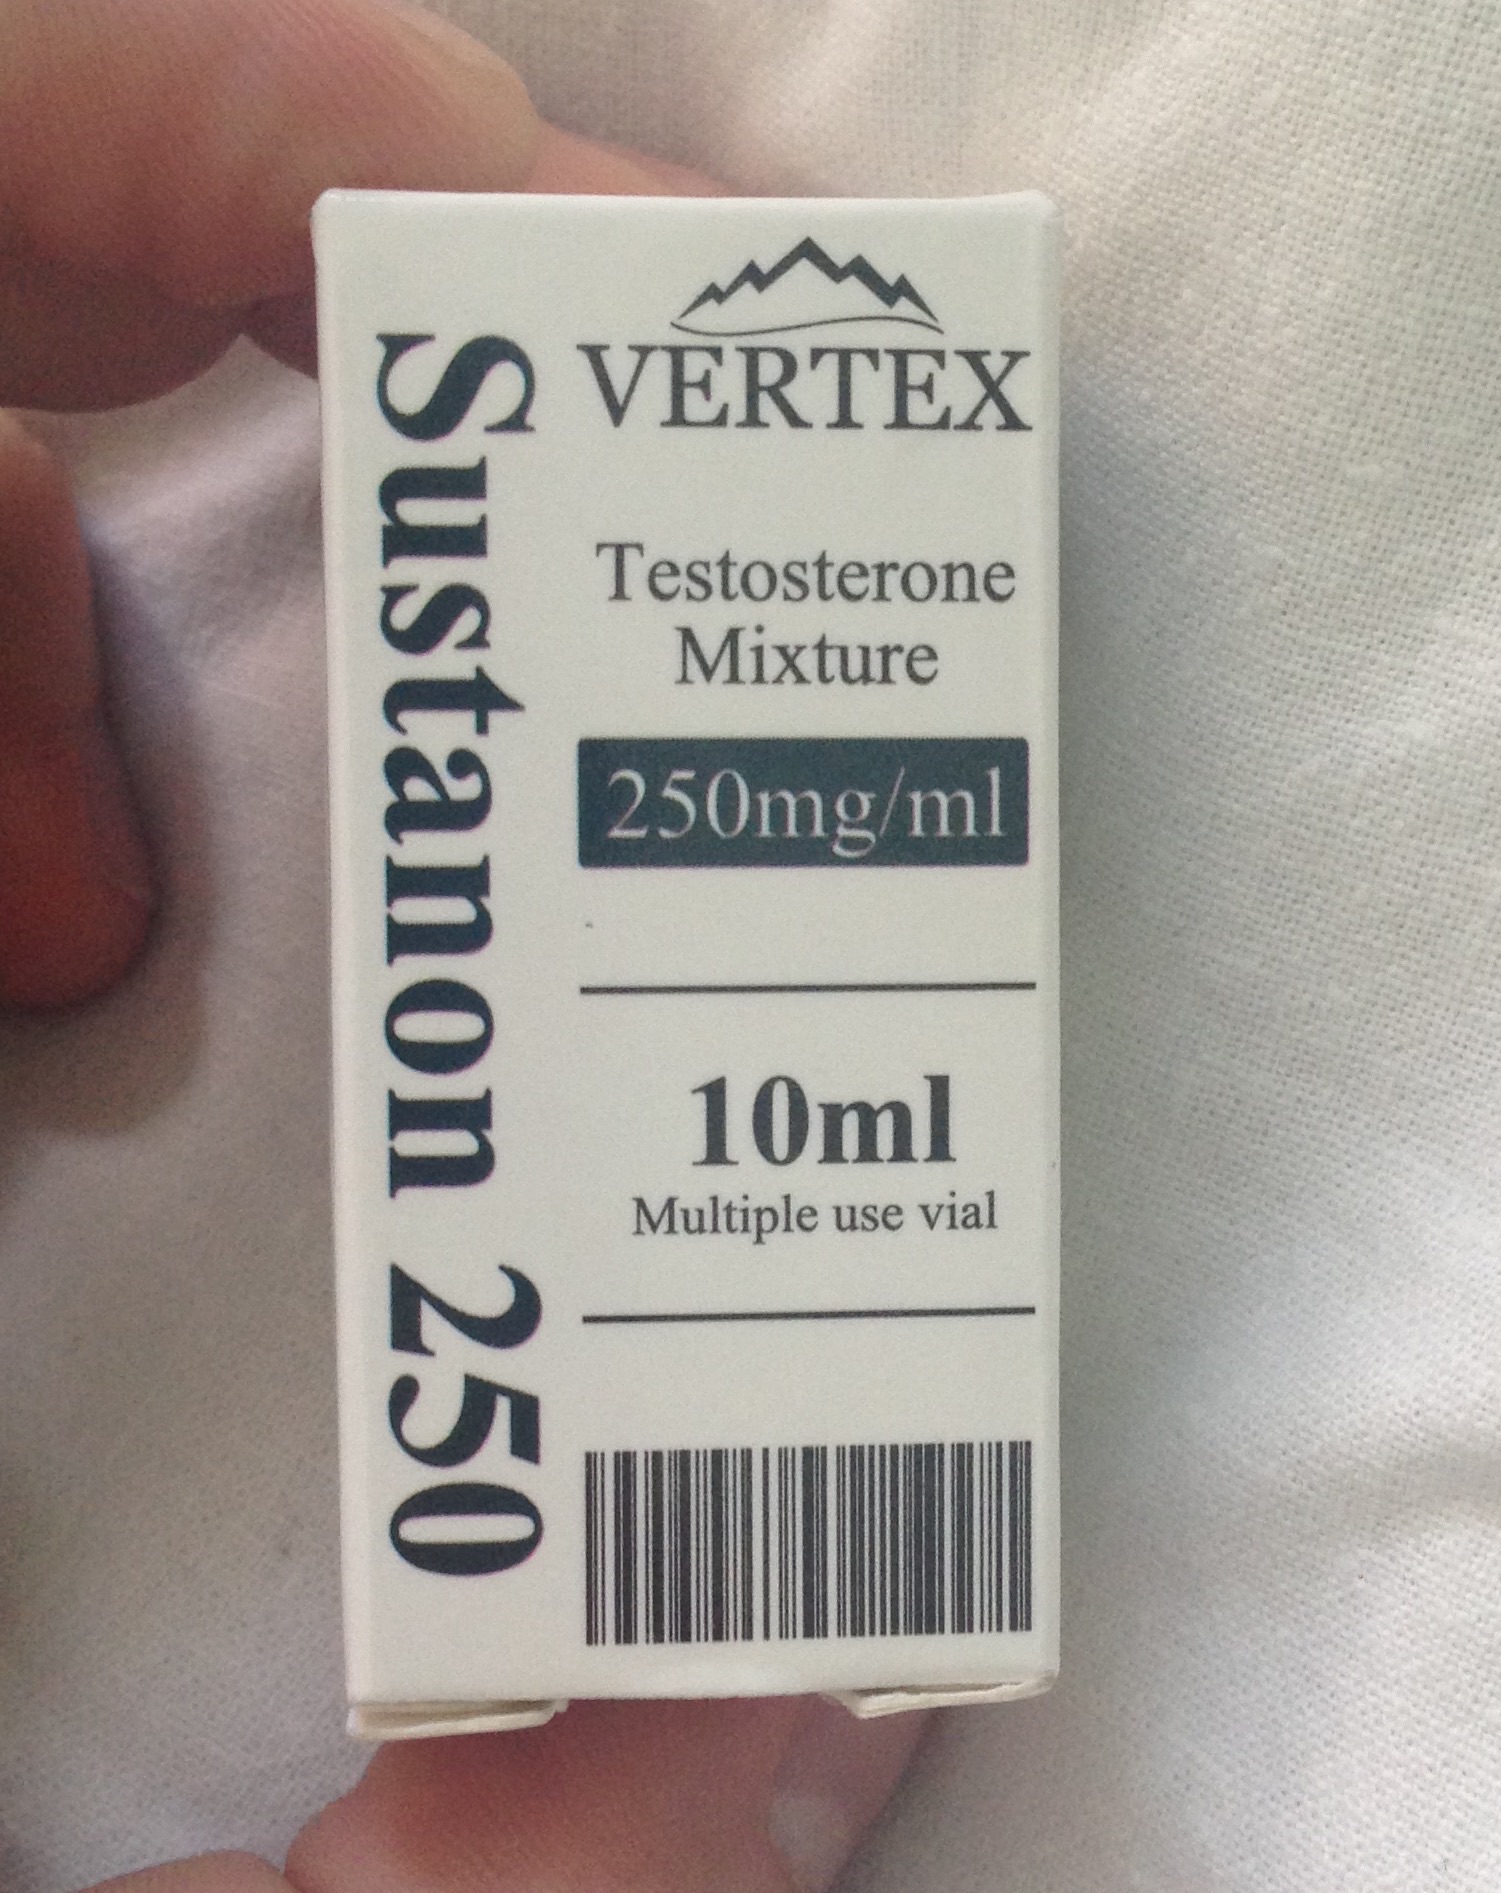 Sustanon 250
VERTEX
Testosterone
Mixture
250mg/ml
10ml
Multiple use vial